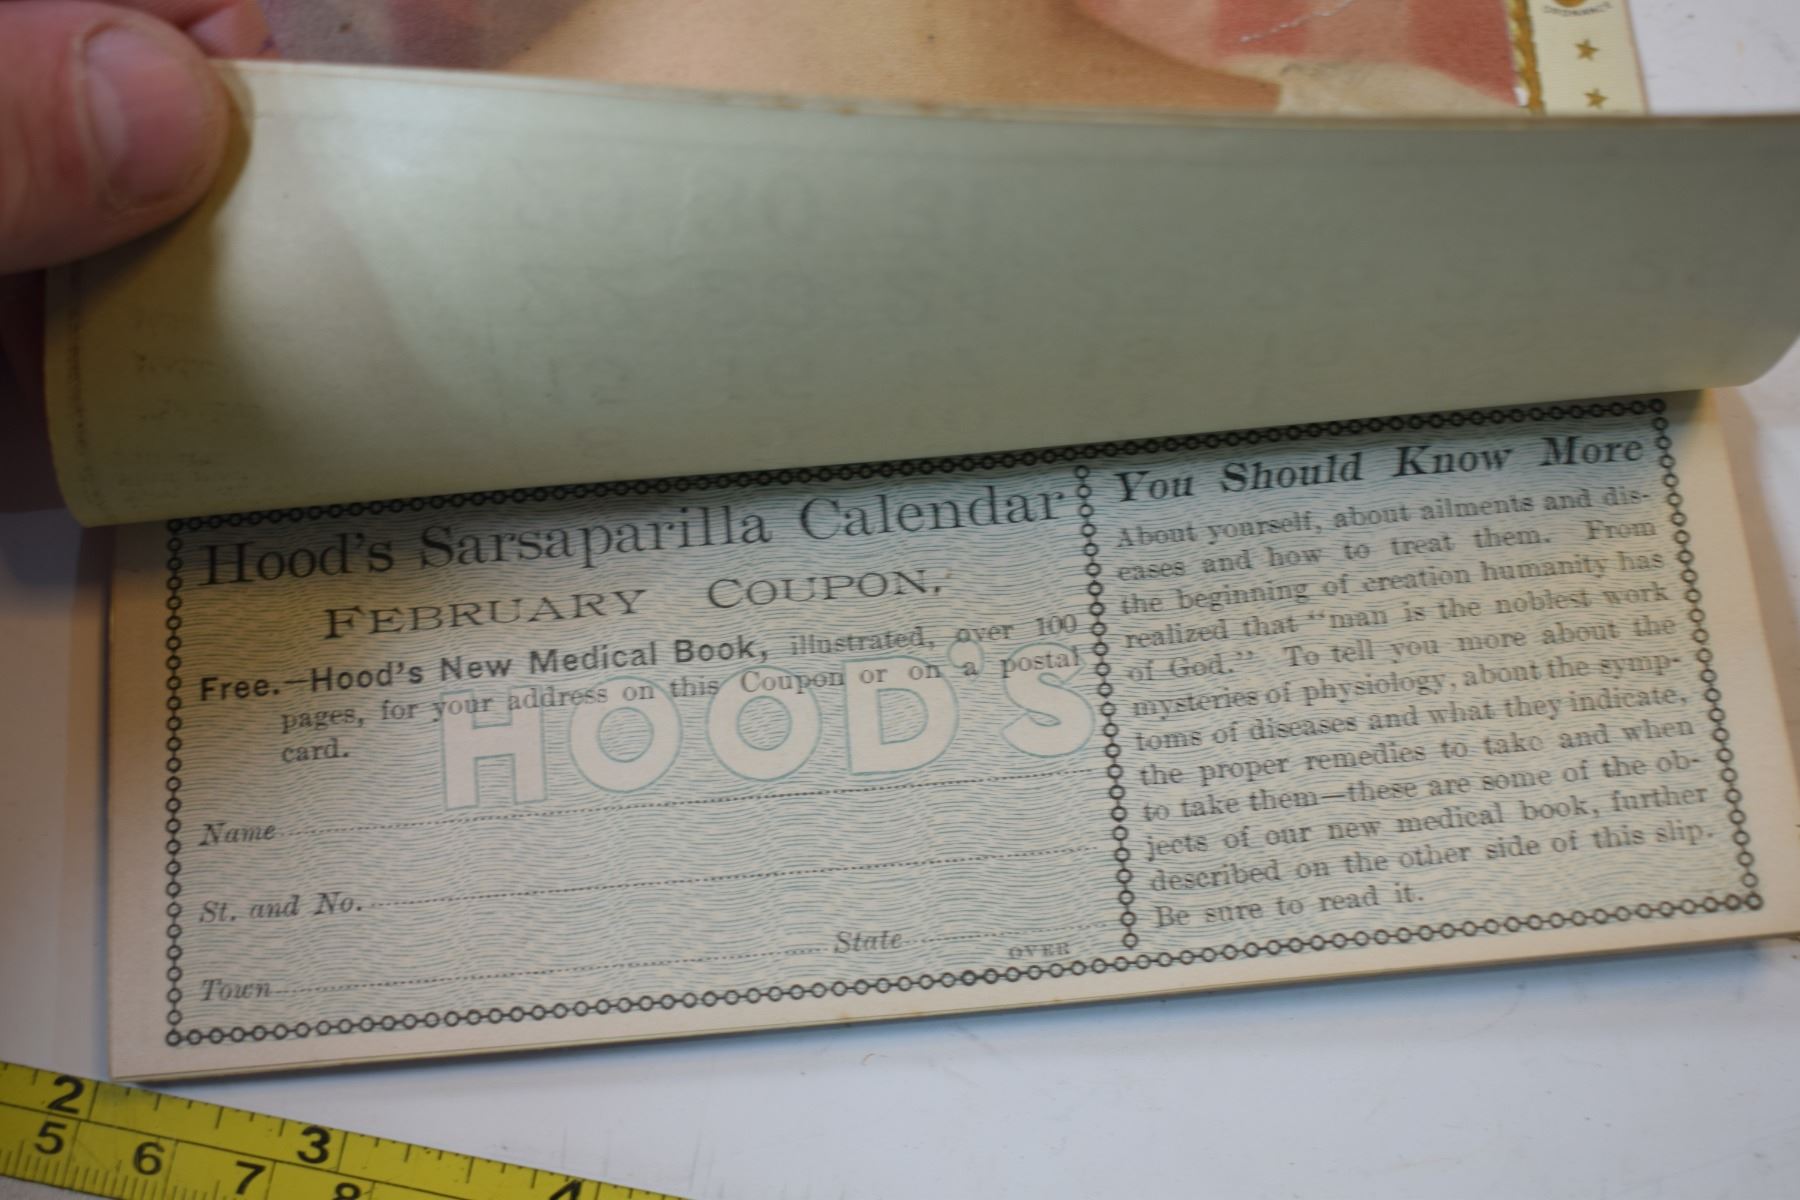 ORDNANCE
Hood's Sarsaparilla Calendar
FEBRUARY COUPON,
Free.—Hood's New Medical Book, illustrated, over 100
pages, for your address on this Coupon or on a postal
card.
HOOD'S
Name
St. and No.
Town State
OVER
You Should Know More
About yourself, about ailments and dis-
eases and how to treat them. From
the beginning of creation humanity has
realized that "man is the noblest work
of God." To tell you more about the
mysteries of physiology, about the symp-
toms of diseases and what they indicate,
the proper remedies to take and when
to take them—these are some of the ob-
jects of our new medical book, further
described on the other side of this slip.
Be sure to read it.
2 3 4
5 6 7 8